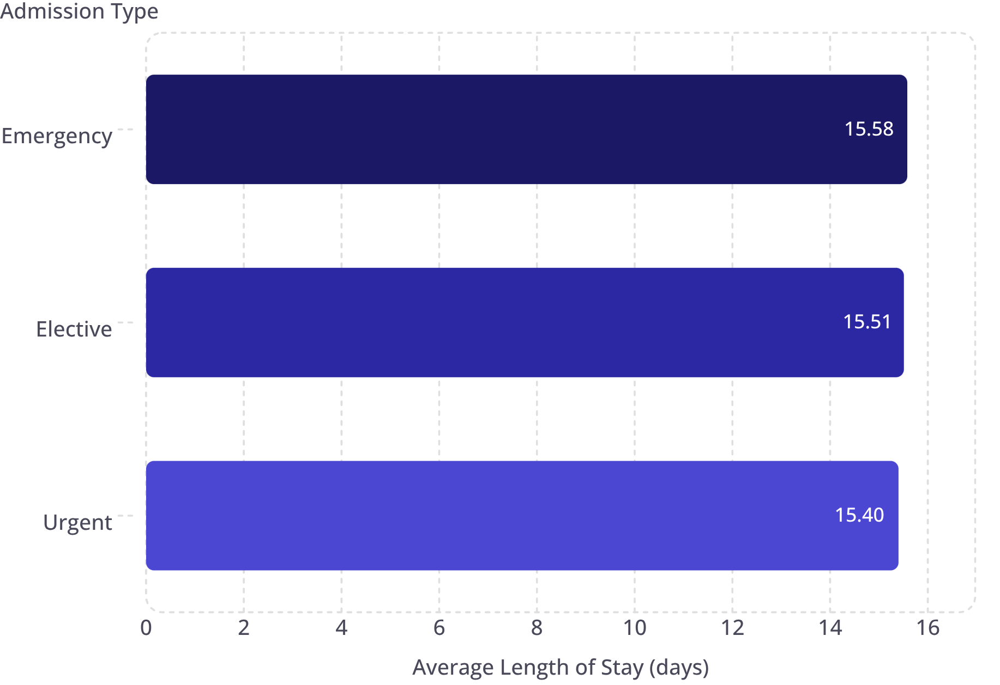 Admission Type
Emergency
15.58
Elective
15.51
Urgent
15.40
0 2 4 6 8 10 12 14 16
Average Length of Stay (days)